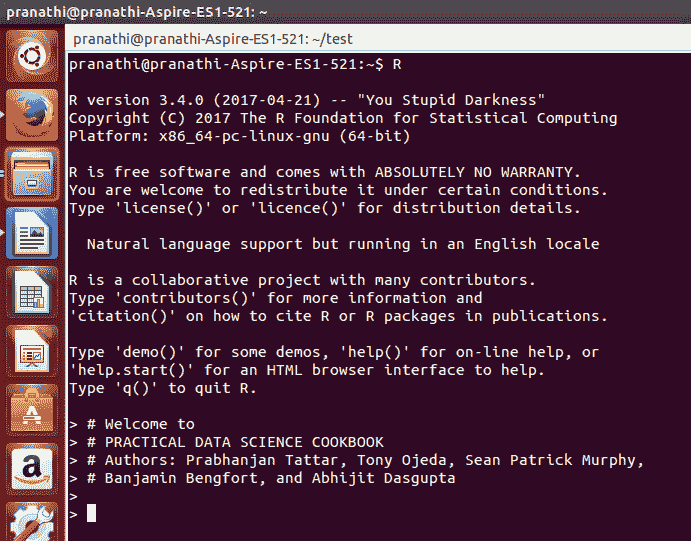 pranathi@pranathi-Aspire-ES1-521: ~
pranathi@pranathi-Aspire-ES1-521: ~/test
pranathi@pranathi-Aspire-ES1-521:~$ R
R version 3.4.0 (2017-04-21) -- "You Stupid Darkness"
Copyright (C) 2017 The R Foundation for Statistical Computing
Platform: x86_64-pc-linux-gnu (64-bit)
R is free software and comes with ABSOLUTELY NO WARRANTY.
You are welcome to redistribute it under certain conditions.
Type 'license()' or 'licence()' for distribution details.
Natural language support but running in an English locale
R is a collaborative project with many contributors.
Type 'contributors()' for more information and
'citation()' on how to cite R or R packages in publications.
Type 'demo()' for some demos, 'help()' for on-line help, or
'help.start()' for an HTML browser interface to help.
Type 'q()' to quit R.
> # Welcome to
> # PRACTICAL DATA SCIENCE COOKBOOK
> # Authors: Prabhanjan Tattar, Tony Ojeda, Sean Patrick Murphy,
> # Banjamin Bengfort, and Abhijit Dasgupta
>
>